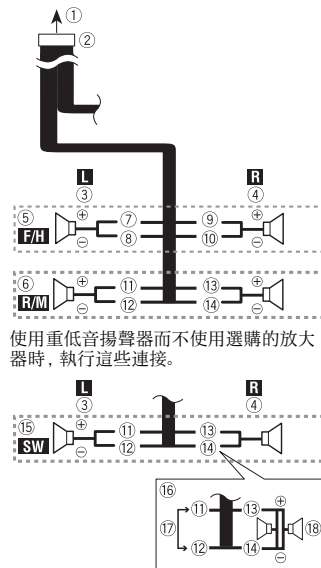 ①
②
L R
③ ④
⑤ ⊕ ⑦ ⑨ ⊕
F/H ⊖ ⑧ ⑩ ⊖
⑥ ⊕ ⑪ ⑬ ⊕
R/M ⊖ ⑫ ⑭ ⊖
使用重低音揚聲器而不使用選購的放大
器時，執行這些連接。
L R
③ ④
⑮ ⊕ ⑪ ⑬ ⊕
SW ⊖ ⑫ ⑭ ⊖
⑯ ⊕
⑪ ⑬
⑰ ⑱
⑫ ⑭
⊖